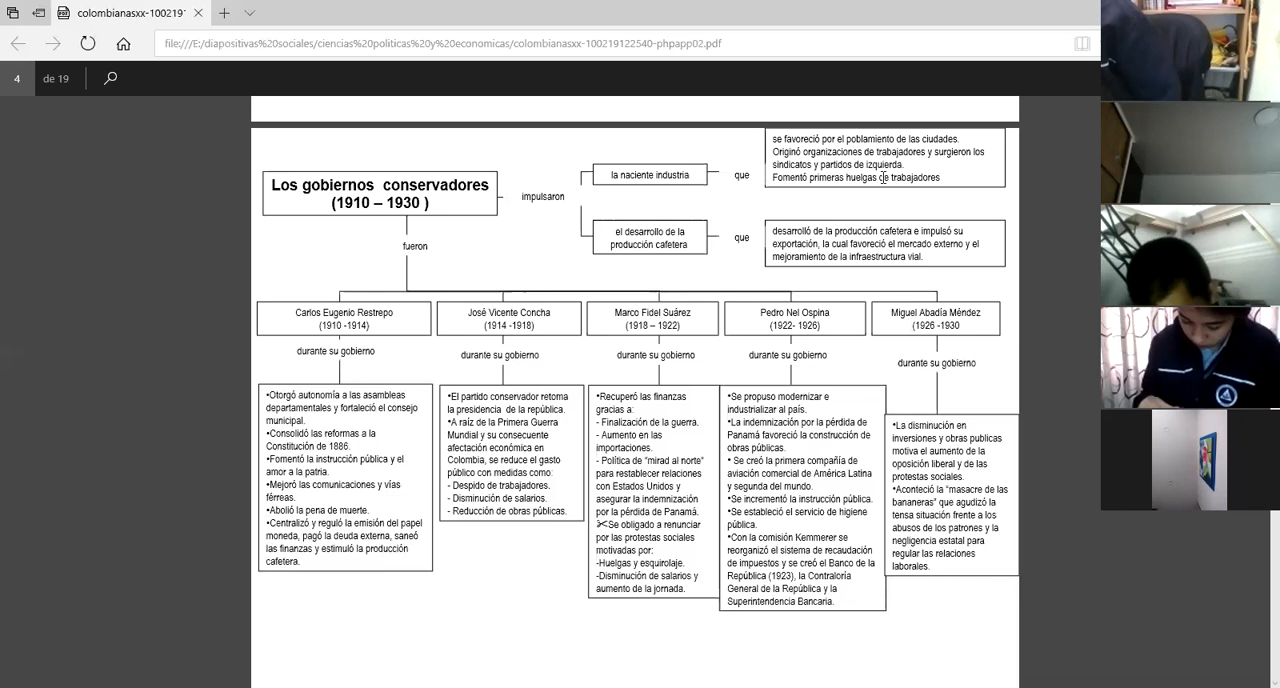 colombianasxx-10021912
file:///E:/diapositivas%20sociales/ciencias%20politicas%20y%20economicas/colombianasxx-100219122540-phpapp02.pdf
4 de 19
Los gobiernos conservadores
(1910 – 1930 )
impulsaron
la naciente industria
que
se favoreció por el poblamiento de las ciudades.
Originó organizaciones de trabajadores y surgieron los
sindicatos y partidos de izquierda.
Fomentó primeras huelgas de trabajadores
el desarrollo de la
producción cafetera
que
desarrolló de la producción cafetera e impulsó su
exportación, la cual favoreció el mercado externo y el
mejoramiento de la infraestructura vial.
fueron
Carlos Eugenio Restrepo
(1910 -1914)
durante su gobierno
•Otorgó autonomía a las asambleas
departamentales y fortaleció el consejo
municipal.
•Consolidó las reformas a la
Constitución de 1886.
•Fomentó la instrucción pública y el
amor a la patria.
•Mejoró las comunicaciones y vías
férreas.
•Abolió la pena de muerte.
•Centralizó y reguló la emisión del papel
moneda, pagó la deuda externa, saneó
las finanzas y estimuló la producción
cafetera.
José Vicente Concha
(1914 -1918)
durante su gobierno
•El partido conservador retoma
la presidencia de la república.
•A raíz de la Primera Guerra
Mundial y su consecuente
afectación económica en
Colombia, se reduce el gasto
público con medidas como:
- Despido de trabajadores.
- Disminución de salarios.
- Reducción de obras públicas.
Marco Fidel Suárez
(1918 – 1922)
durante su gobierno
•Recuperó las finanzas
gracias a:
- Finalización de la guerra.
- Aumento en las
importaciones.
- Política de "mirad al norte"
para restablecer relaciones
con Estados Unidos y
asegurar la indemnización
por la pérdida de Panamá.
✂Se obligado a renunciar
por las protestas sociales
motivadas por:
-Huelgas y esquirolaje.
-Disminución de salarios y
aumento de la jornada.
Pedro Nel Ospina
(1922- 1926)
durante su gobierno
•Se propuso modernizar e
industrializar al país.
•La indemnización por la pérdida de
Panamá favoreció la construcción de
obras públicas.
• Se creó la primera compañía de
aviación comercial de América Latina
y segunda del mundo.
•Se incrementó la instrucción pública.
•Se estableció el servicio de higiene
pública.
•Con la comisión Kemmerer se
reorganizó el sistema de recaudación
de impuestos y se creó el Banco de la
República (1923), la Contraloría
General de la República y la
Superintendencia Bancaria.
Miguel Abadía Méndez
(1926 -1930
durante su gobierno
•La disminución en
inversiones y obras publicas
motiva el aumento de la
oposición liberal y de las
protestas sociales.
•Aconteció la "masacre de las
bananeras" que agudizó la
tensa situación frente a los
abusos de los patrones y la
negligencia estatal para
regular las relaciones
laborales.